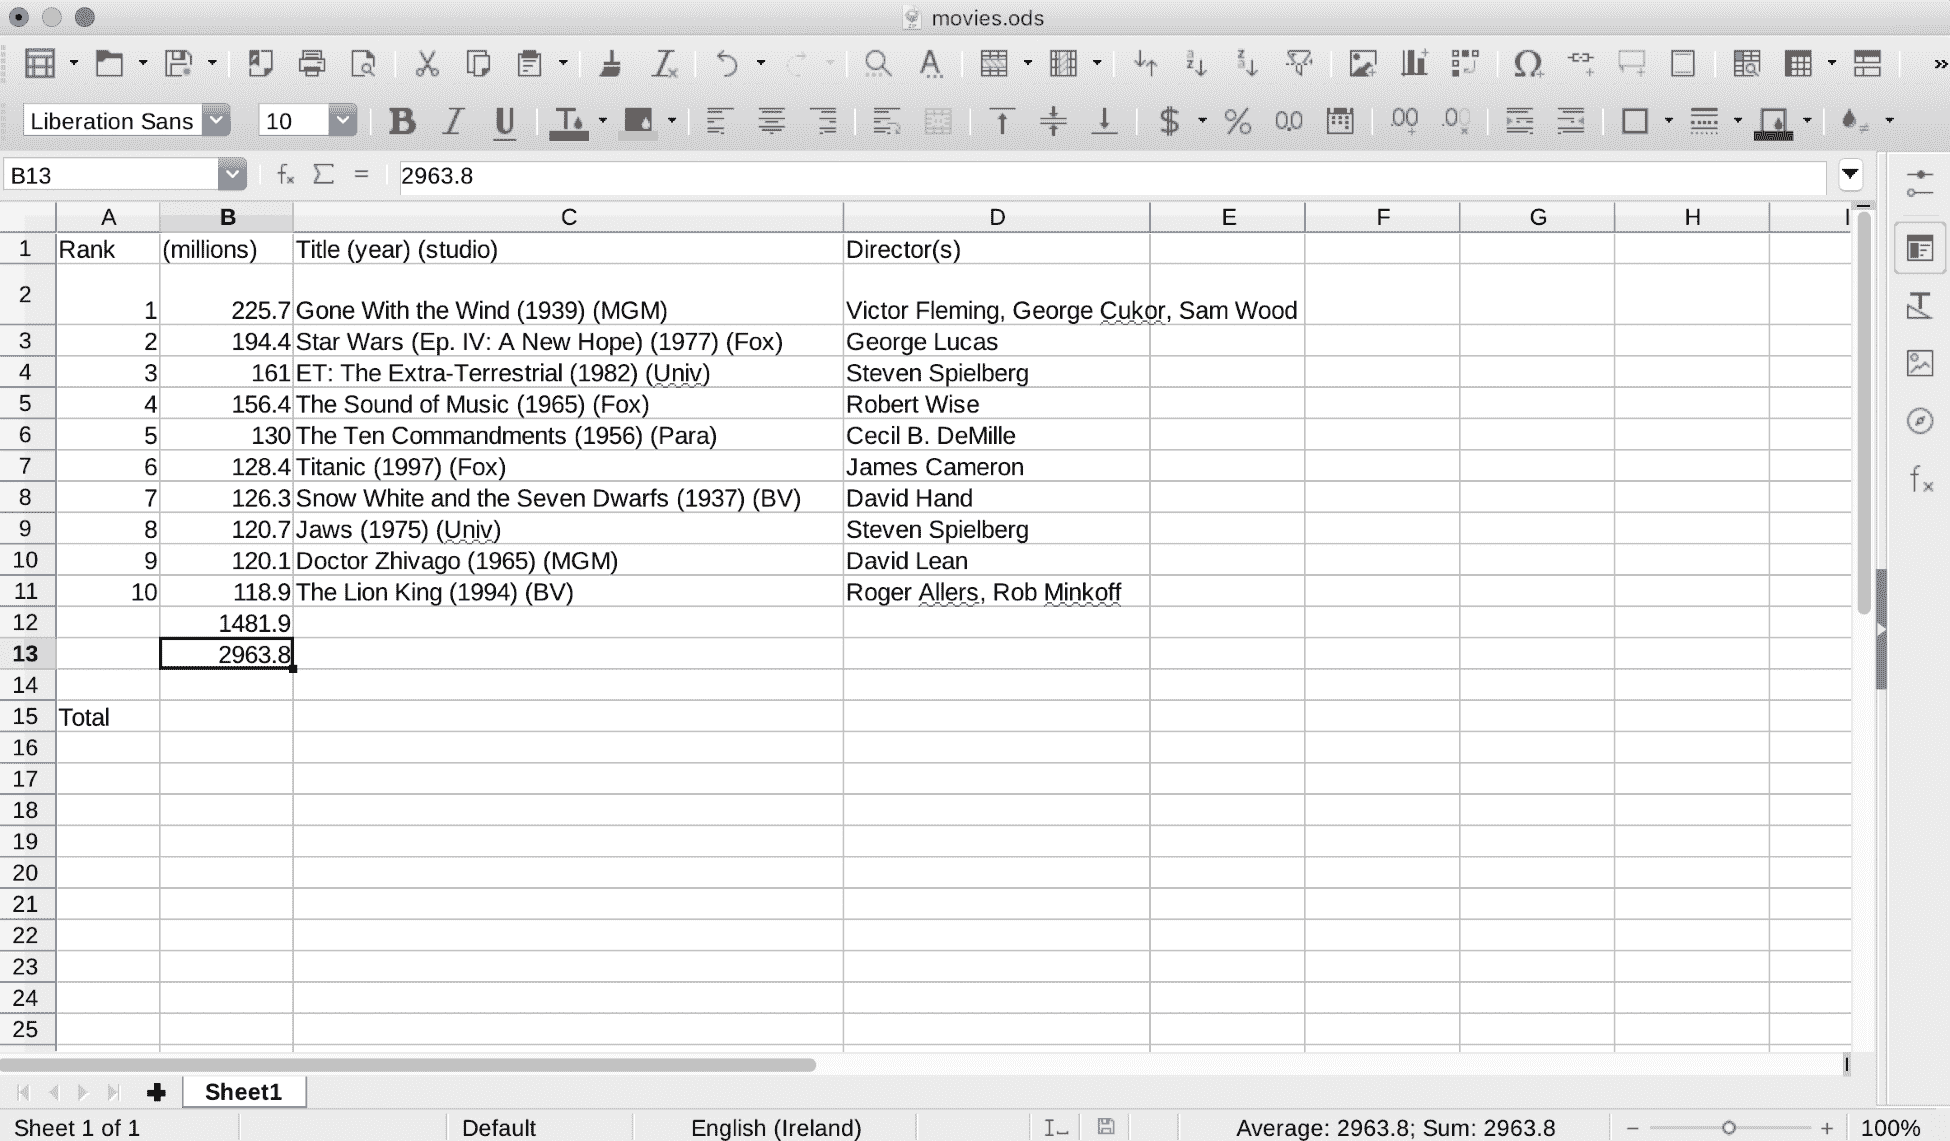 movies.ods
Liberation Sans 10
B13 2963.8
A B C D E F G H I
1 Rank (millions) Title (year) (studio) Director(s)
2 1 225.7 Gone With the Wind (1939) (MGM) Victor Fleming, George Cukor, Sam Wood
3 2 194.4 Star Wars (Ep. IV: A New Hope) (1977) (Fox) George Lucas
4 3 161 ET: The Extra-Terrestrial (1982) (Univ) Steven Spielberg
5 4 156.4 The Sound of Music (1965) (Fox) Robert Wise
6 5 130 The Ten Commandments (1956) (Para) Cecil B. DeMille
7 6 128.4 Titanic (1997) (Fox) James Cameron
8 7 126.3 Snow White and the Seven Dwarfs (1937) (BV) David Hand
9 8 120.7 Jaws (1975) (Univ) Steven Spielberg
10 9 120.1 Doctor Zhivago (1965) (MGM) David Lean
11 10 118.9 The Lion King (1994) (BV) Roger Allers, Rob Minkoff
12 1481.9
13 2963.8
14
15 Total
16
17
18
19
20
21
22
23
24
25
Sheet1
Sheet 1 of 1 Default English (Ireland) Average: 2963.8; Sum: 2963.8 100%